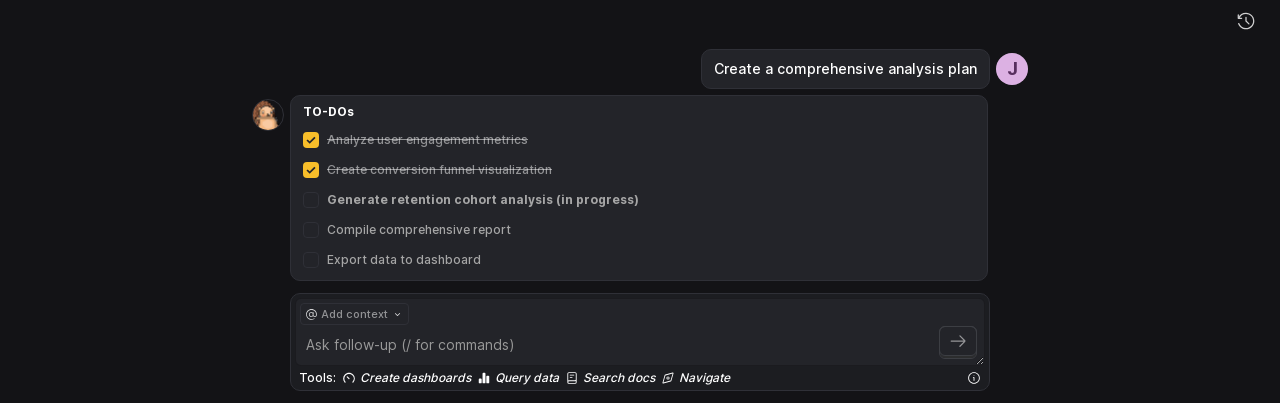 Create a comprehensive analysis plan
J
TO-DOs
Analyze user engagement metrics
Create conversion funnel visualization
Generate retention cohort analysis (in progress)
Compile comprehensive report
Export data to dashboard
@ Add context
Ask follow-up (/ for commands)
Tools: Create dashboards Query data Search docs Navigate